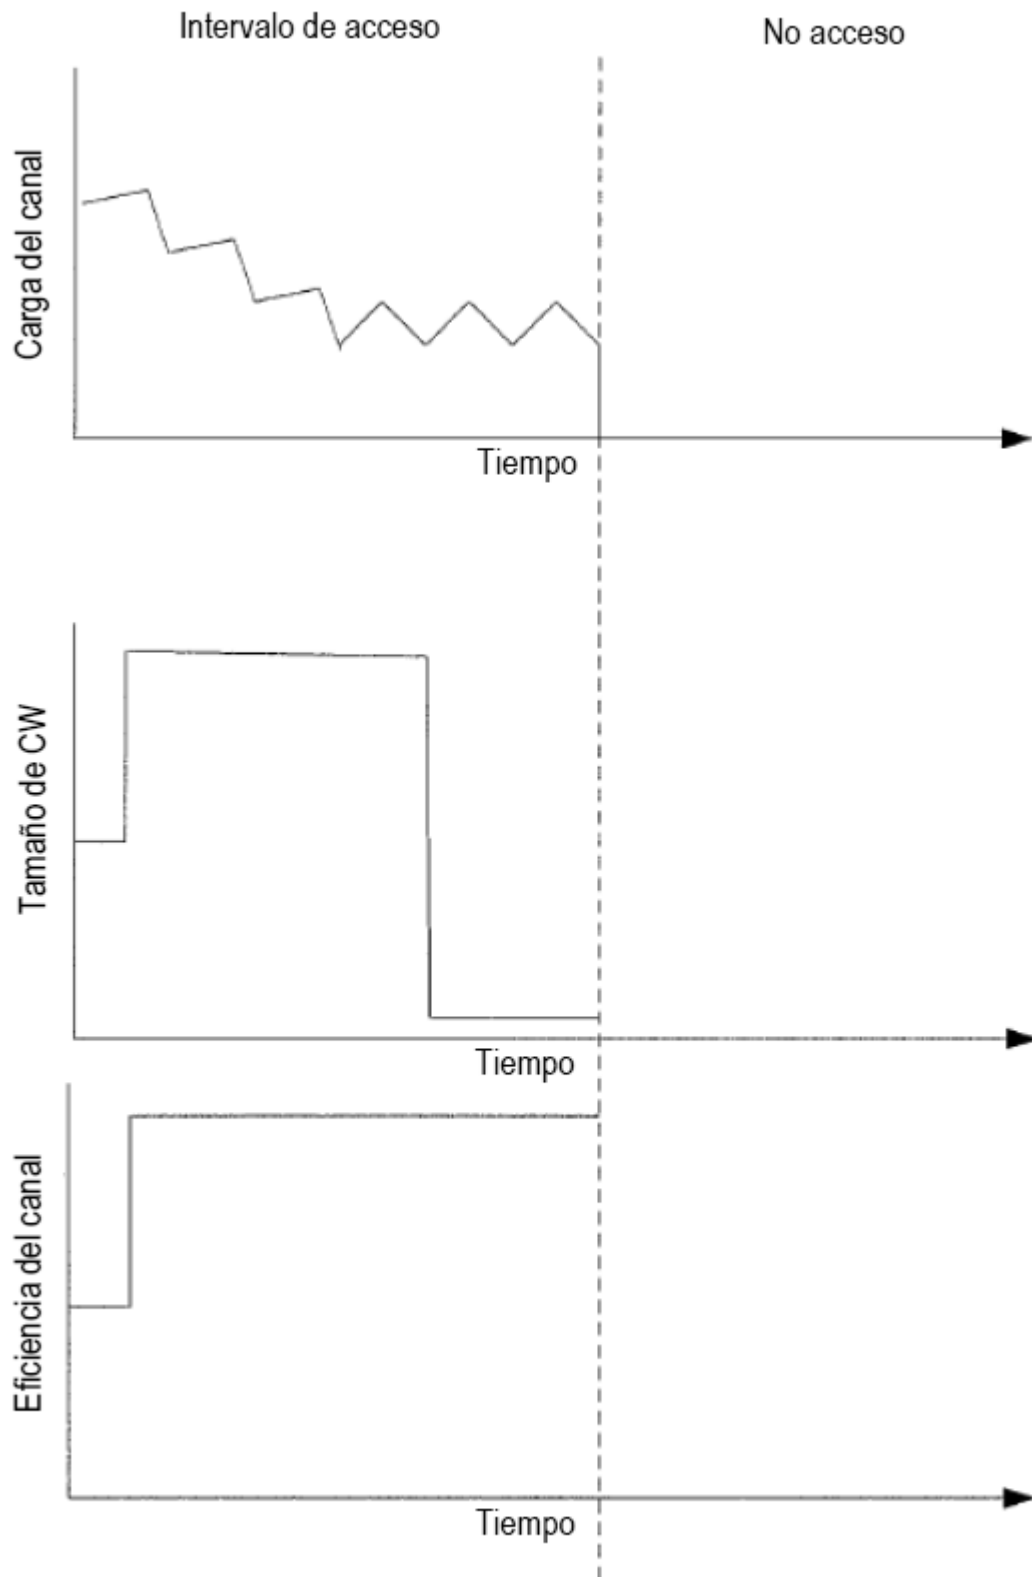 Intervalo de acceso
No acceso
Carga del canal
Tiempo
Tamaño de CW
Tiempo
Eficiencia del canal
Tiempo